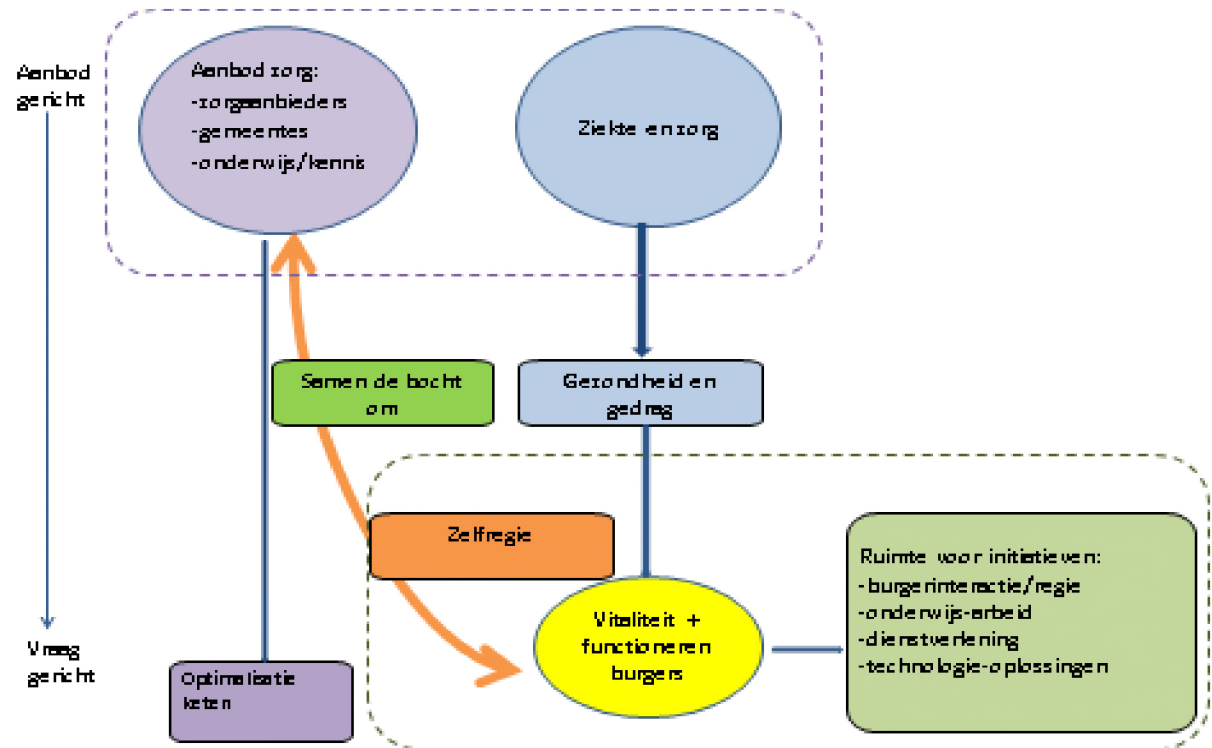 Aanbod
gericht
Aanbod zorg:
-zorgaanbieders
-gemeentes
-onderwijs/kennis
Ziekte en zorg
Samen de bocht
om
Gezondheid en
gedrag
Zelfregie
Vraag
gericht
Optimalisatie
keten
Vitaliteit +
functioneren
burgers
Ruimte voor initiatieven:
-burgerinteractie/regie
-onderwijs-arbeid
-dienstverlening
-technologie-oplossingen